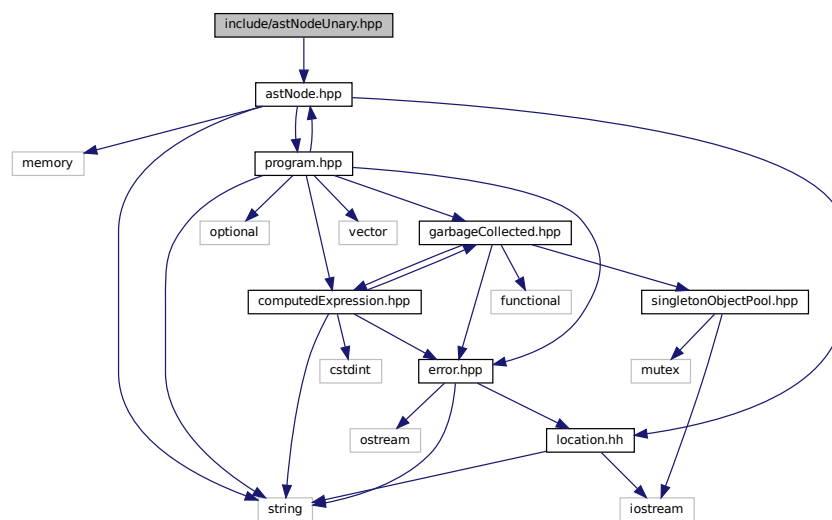 include/astNodeUnary.hpp
astNode.hpp
memory
program.hpp
optional
vector
garbageCollected.hpp
computedExpression.hpp
functional
singletonObjectPool.hpp
cstdint
error.hpp
mutex
ostream
location.hh
string
iostream